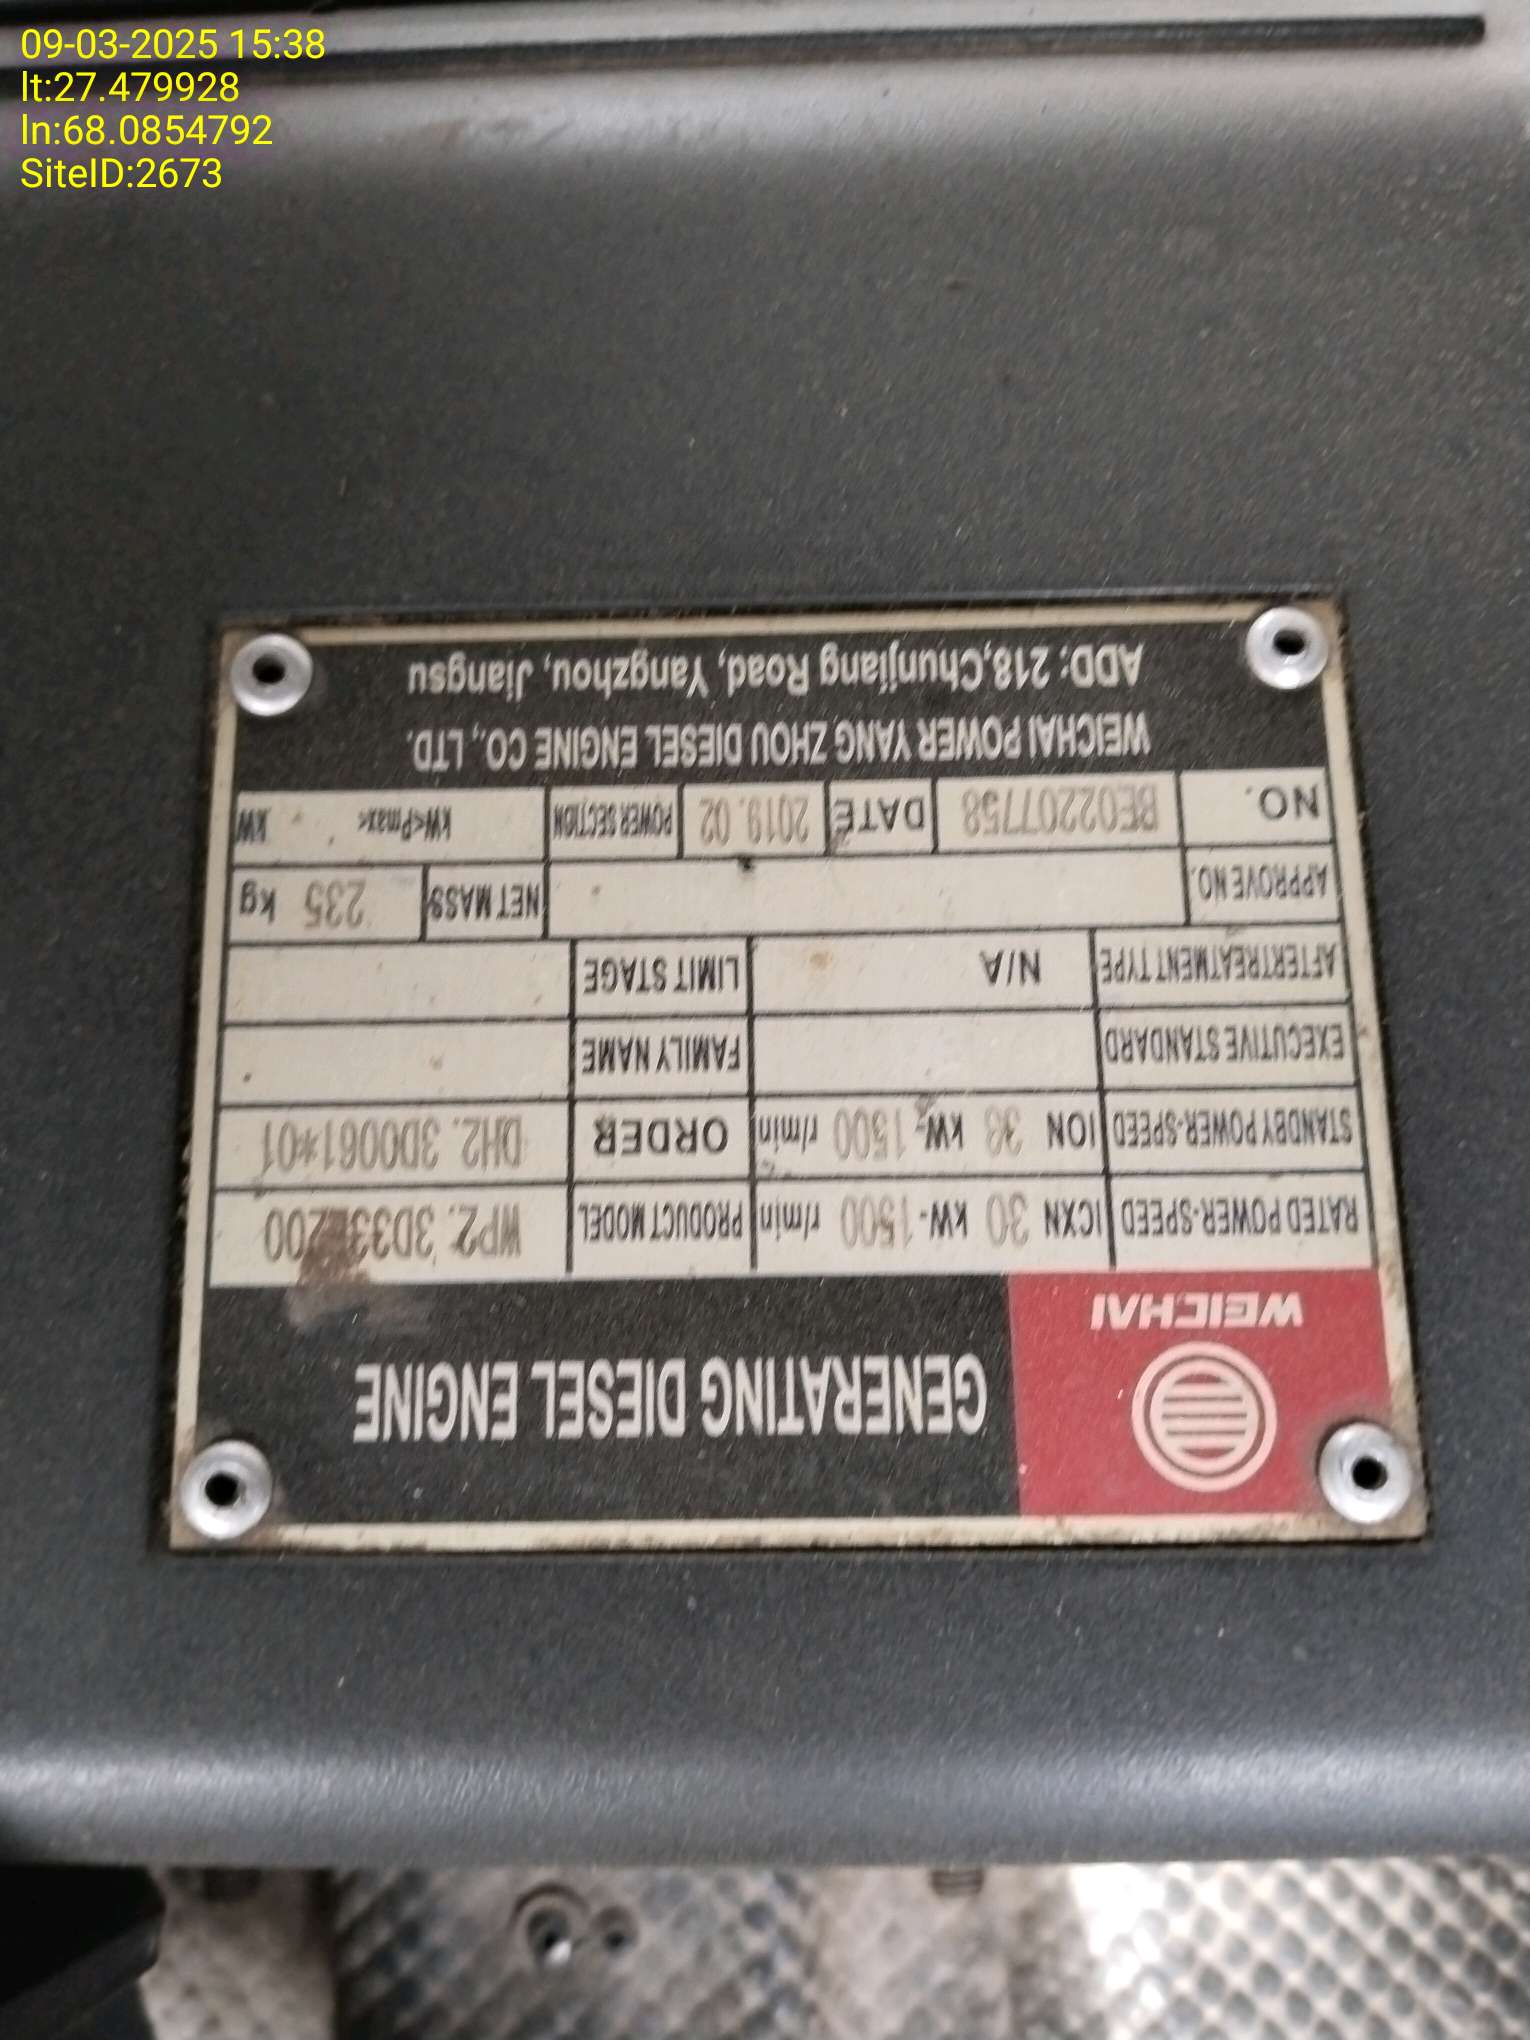 09-03-2025 15:38
lt:27.479928
ln:68.0854792
SiteID:2673
WEICHAI
GENERATING DIESEL ENGINE
RATED POWER-SPEED ICXN 30 kW- 1500 r/min PRODUCT MODEL WP2.3D33E200
STANDBY POWER-SPEED ION 33 kW- 1500 r/min ORDER DH2.3D0061*01
EXECUTIVE STANDARD FAMILY NAME
AFTERTREATMENT TYPE N/A LIMIT STAGE
APPROVE NO. NET MASS 235 kg
NO. BE02207758 DATE 2019.02 POWER SECTION kW<Pmax< kW
WEICHAI POWER YANG ZHOU DIESEL ENGINE CO., LTD.
ADD: 218,Chunjiang Road, Yangzhou, Jiangsu